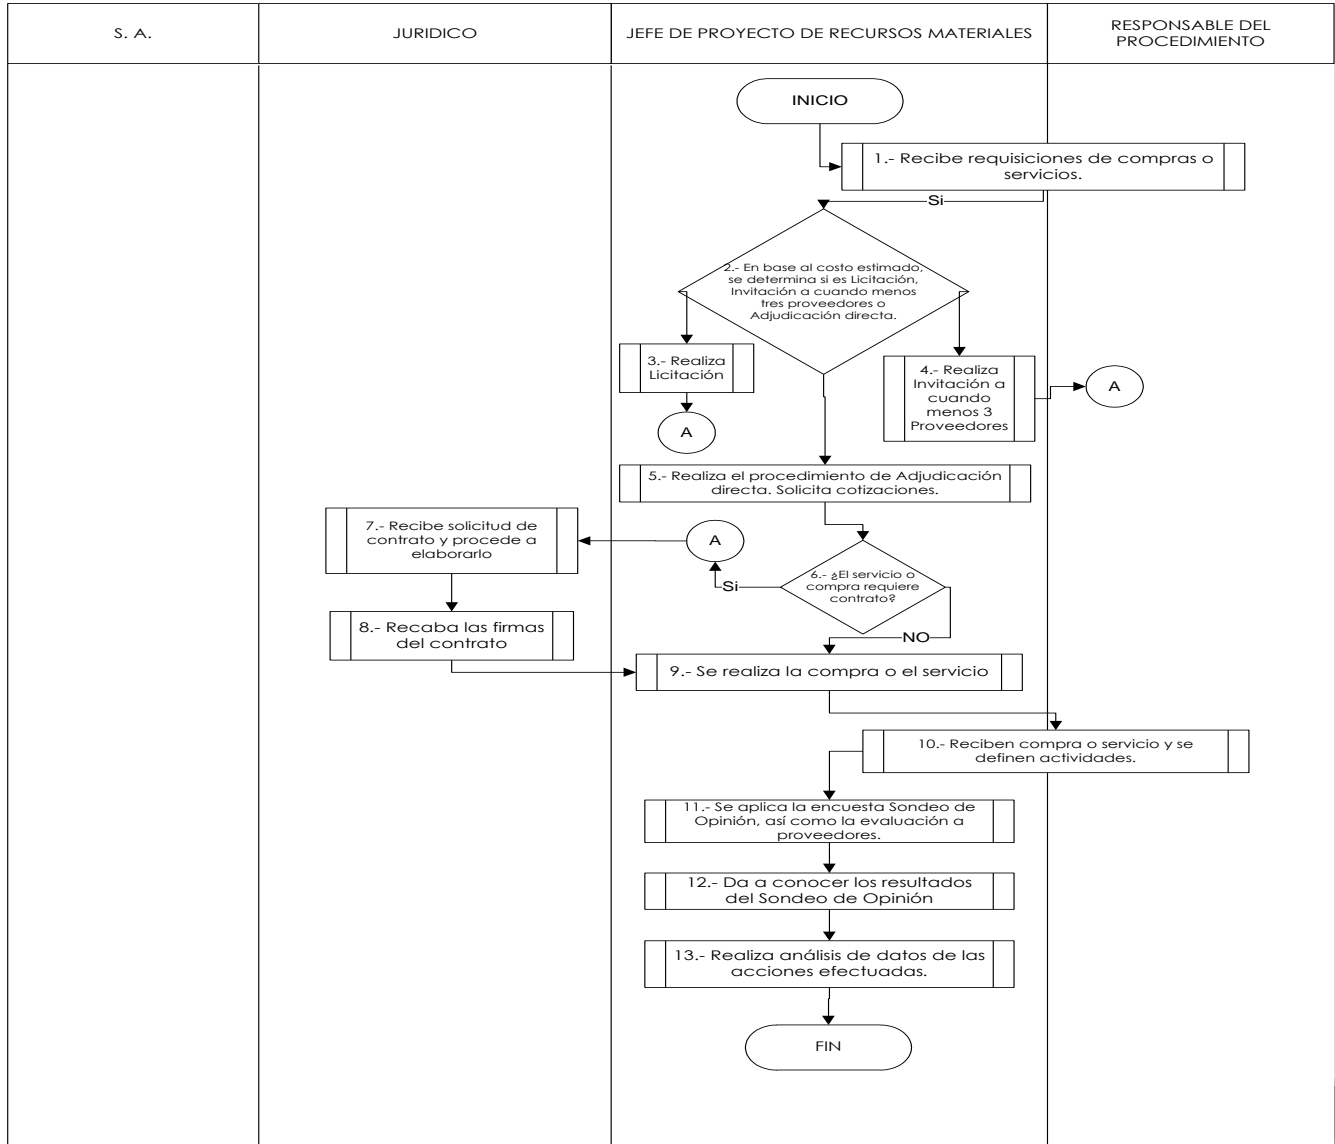 S. A.
JURIDICO
JEFE DE PROYECTO DE RECURSOS MATERIALES
RESPONSABLE DEL
PROCEDIMIENTO
INICIO
1.- Recibe requisiciones de compras o
servicios.
Si
2.- En base al costo estimado,
se determina si es Licitación,
Invitación a cuando menos
tres proveedores o
Adjudicación directa.
3.- Realiza
Licitación
4.- Realiza
Invitación a
cuando
menos 3
Proveedores
A
A
5.- Realiza el procedimiento de Adjudicación
directa. Solicita cotizaciones.
7.- Recibe solicitud de
contrato y procede a
elaborarlo
A
6.- ¿El servicio o
compra requiere
contrato?
Si
NO
8.- Recaba las firmas
del contrato
9.- Se realiza la compra o el servicio
10.- Reciben compra o servicio y se
definen actividades.
11.- Se aplica la encuesta Sondeo de
Opinión, así como la evaluación a
proveedores.
12.- Da a conocer los resultados
del Sondeo de Opinión
13.- Realiza análisis de datos de las
acciones efectuadas.
FIN